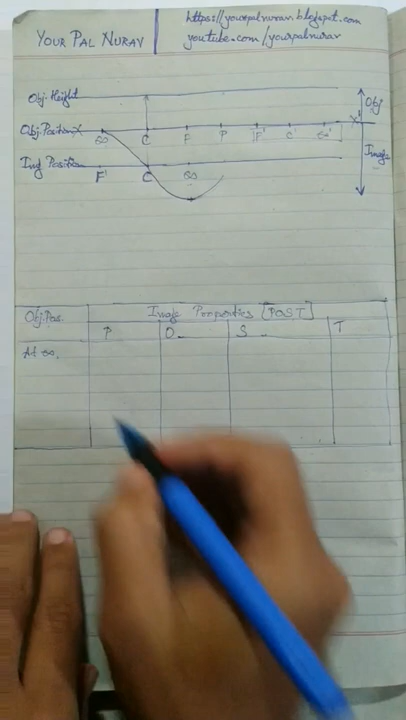 https://yourpalnurav.blogspot.com
YOUR PAL NURAV youtube.com/yourpalnurav
Obj. Height Obj
Obj. Position X ∞ C F P F' C' ∞' X'
Img Position F' C ∞ Image
Obj. Pos. Image Properties [POST]
P O S T
At ∞.